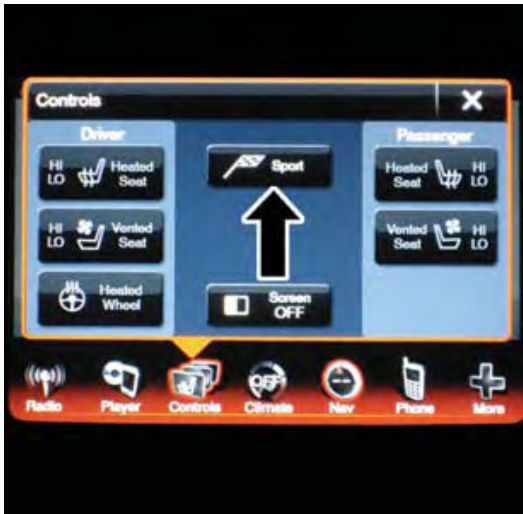 Controls
X
Driver
Passenger
HI
LO
Heated
Seat
Sport
Heated
Seat
HI
LO
HI
LO
Vented
Seat
Vented
Seat
HI
LO
Heated
Wheel
Screen
OFF
Radio
Player
Controls
OFF
Climate
Nav
Phone
More